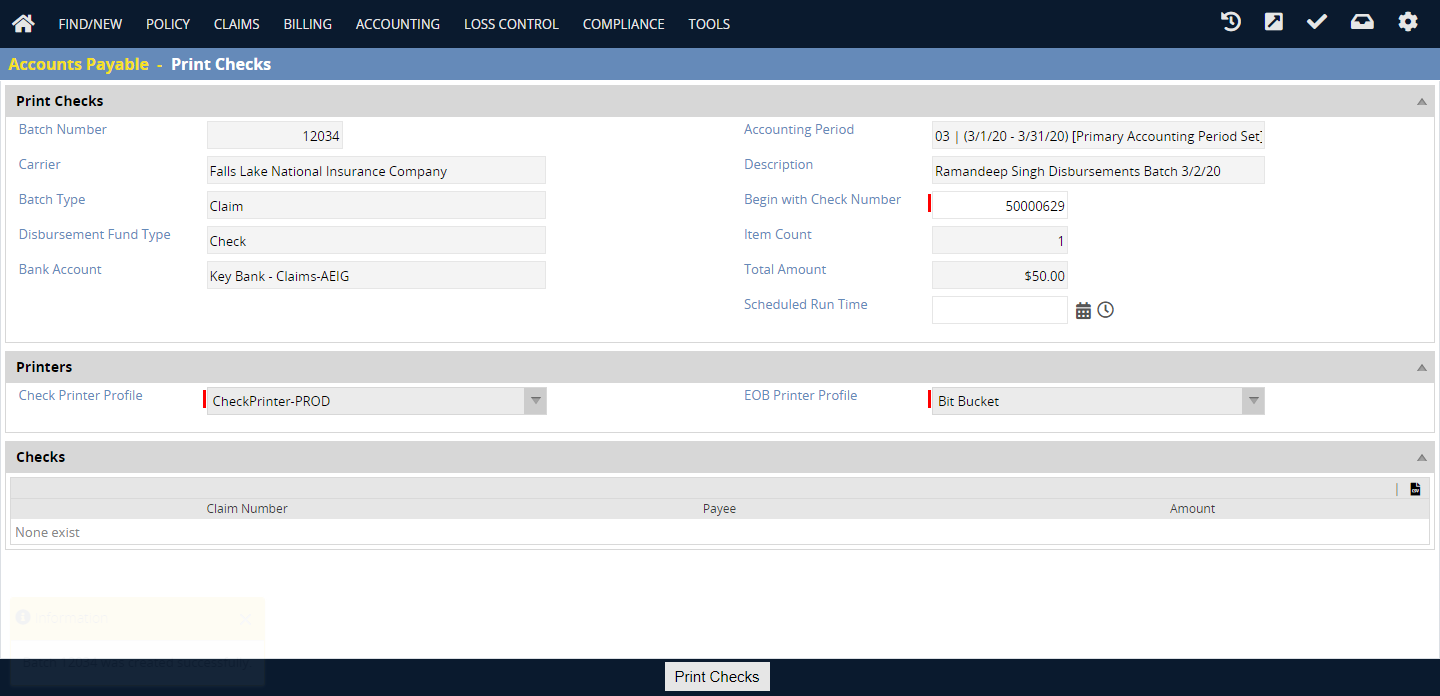 FIND/NEW POLICY CLAIMS BILLING ACCOUNTING LOSS CONTROL COMPLIANCE TOOLS
Accounts Payable - Print Checks
Print Checks
Batch Number 12034 Accounting Period 03 | (3/1/20 - 3/31/20) [Primary Accounting Period Set]
Carrier Falls Lake National Insurance Company Description Ramandeep Singh Disbursements Batch 3/2/20
Batch Type Claim Begin with Check Number 50000629
Disbursement Fund Type Check Item Count 1
Bank Account Key Bank - Claims-AEIG Total Amount $50.00
Scheduled Run Time
Printers
Check Printer Profile CheckPrinter-PROD EOB Printer Profile Bit Bucket
Checks
Claim Number Payee Amount
None exist
Information
Print Checks